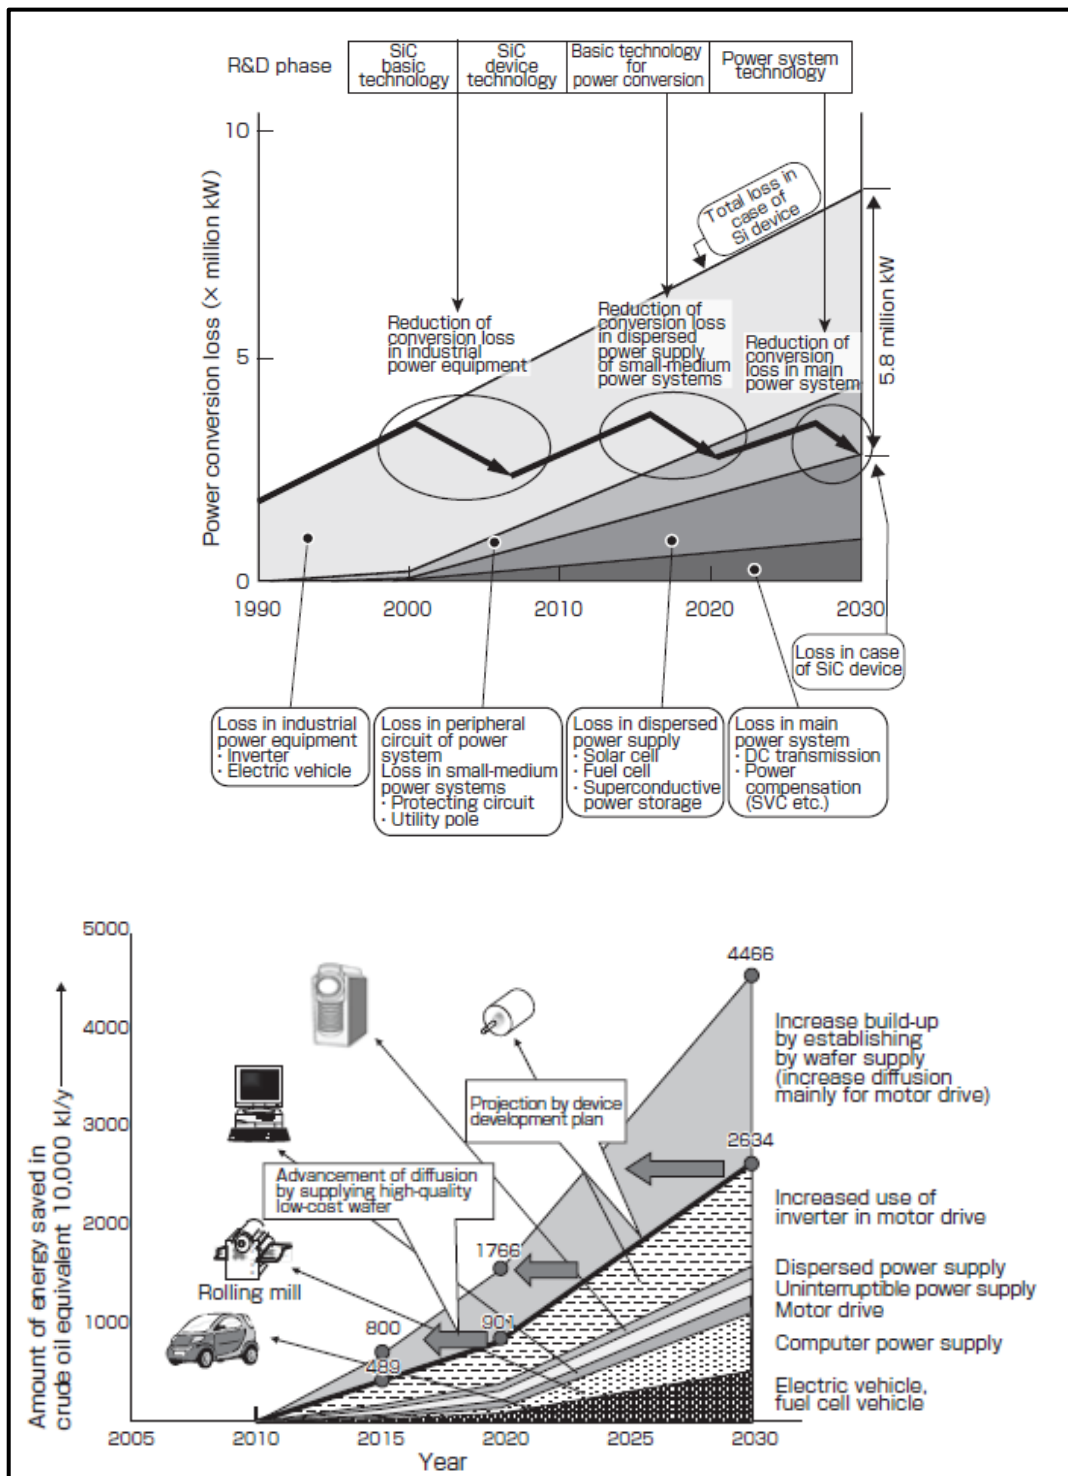 R&D phase
SiC
basic
technology
SiC
device
technology
Basic technology
for
power conversion
Power system
technology
Power conversion loss (× million kW)
10
5
0
Total loss in
case of
Si device
5.8 million kW
Reduction of
conversion loss
in industrial
power equipment
Reduction of
conversion loss
in dispersed
power supply
of small-medium
power systems
Reduction of
conversion
loss in main
power system
1990
2000
2010
2020
2030
Loss in case
of SiC device
Loss in industrial
power equipment
· Inverter
· Electric vehicle
Loss in peripheral
circuit of power
system
Loss in small-medium
power systems
· Protecting circuit
· Utility pole
Loss in dispersed
power supply
· Solar cell
· Fuel cell
· Superconductive
power storage
Loss in main
power system
· DC transmission
· Power
compensation
(SVC etc.)
Amount of energy saved in
crude oil equivalent 10,000 kl/y
5000
4000
3000
2000
1000
4466
2634
1766
901
800
489
Projection by device
development plan
Advancement of diffusion
by supplying high-quality
low-cost wafer
Rolling mill
Increase build-up
by establishing
by wafer supply
(increase diffusion
mainly for motor drive)
Increased use of
inverter in motor drive
Dispersed power supply
Uninterruptible power supply
Motor drive
Computer power supply
Electric vehicle,
fuel cell vehicle
2005
2010
2015
2020
2025
2030
Year